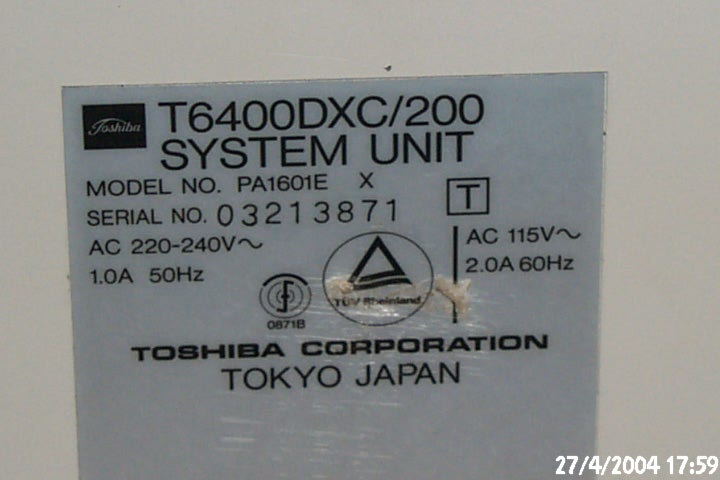 Toshiba
T6400DXC/200
SYSTEM UNIT
MODEL NO. PA1601E X
SERIAL NO. 03213871
T
AC 220-240V~
1.0A 50Hz
AC 115V~
2.0A 60Hz
0871B
TÜV Rheinland
TOSHIBA CORPORATION
TOKYO JAPAN
27/4/2004 17:59